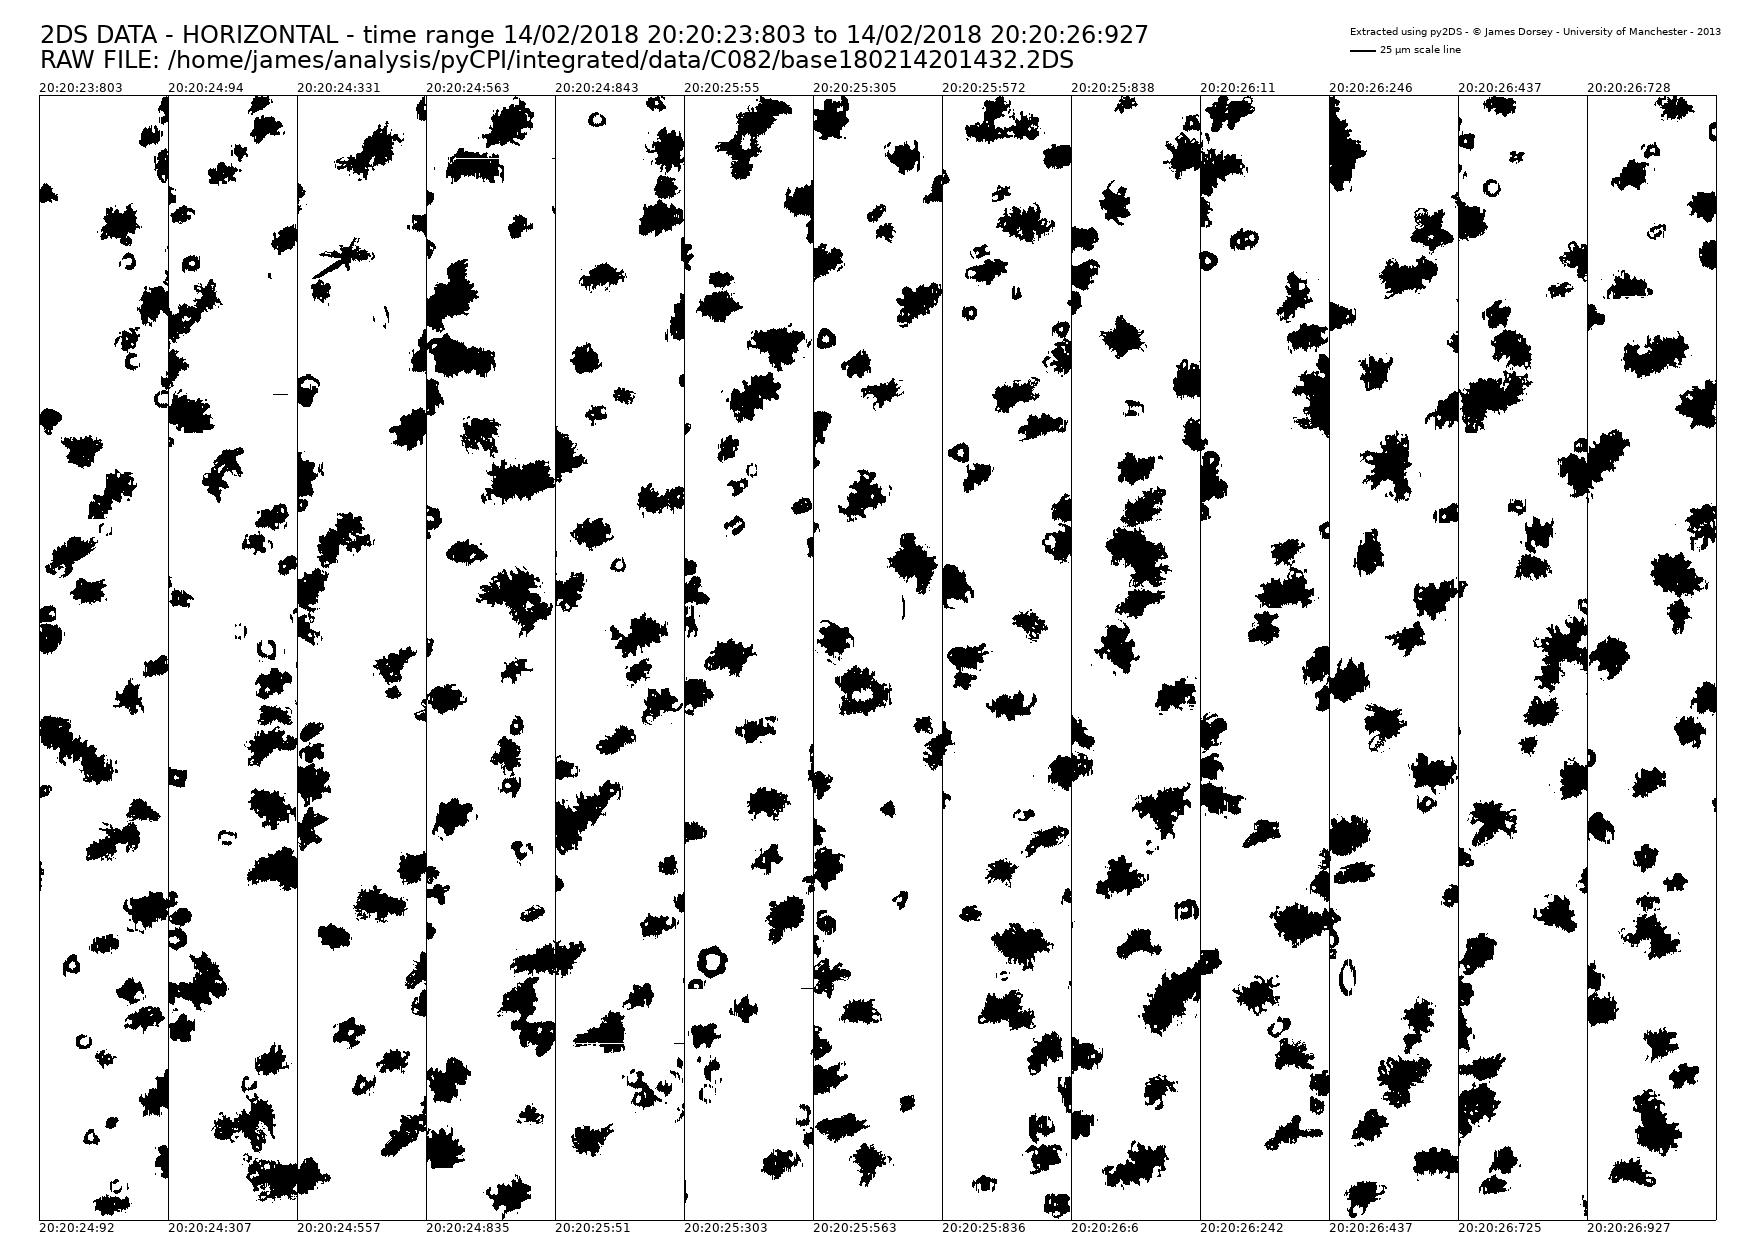 2DS DATA - HORIZONTAL - time range 14/02/2018 20:20:23:803 to 14/02/2018 20:20:26:927
RAW FILE: /home/james/analysis/pyCPI/integrated/data/C082/base180214201432.2DS
Extracted using py2DS - © James Dorsey - University of Manchester - 2013
25 µm scale line
20:20:23:803 20:20:24:94 20:20:24:331 20:20:24:563 20:20:24:843 20:20:25:55 20:20:25:305 20:20:25:572 20:20:25:838 20:20:26:11 20:20:26:246 20:20:26:437 20:20:26:728
20:20:24:92 20:20:24:307 20:20:24:557 20:20:24:835 20:20:25:51 20:20:25:303 20:20:25:563 20:20:25:836 20:20:26:6 20:20:26:242 20:20:26:437 20:20:26:725 20:20:26:927